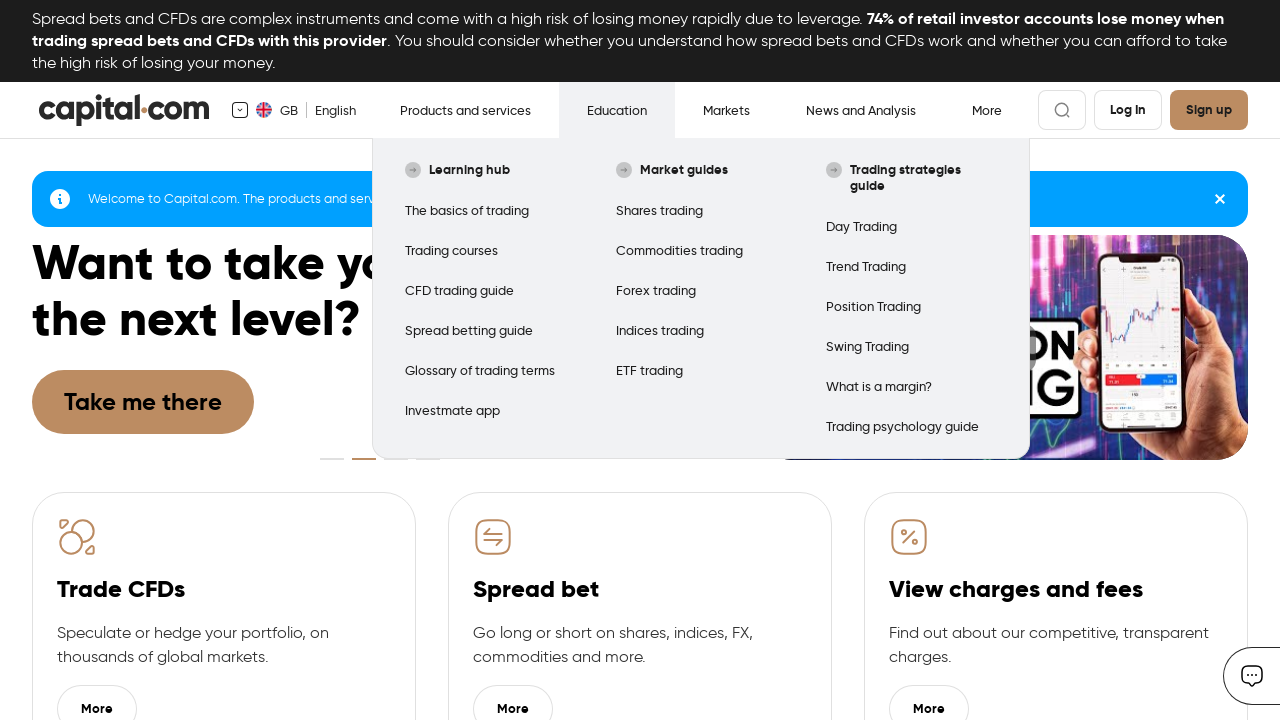 Spread bets and CFDs are complex instruments and come with a high risk of losing money rapidly due to leverage. 74% of retail investor accounts lose money when
trading spread bets and CFDs with this provider. You should consider whether you understand how spread bets and CFDs work and whether you can afford to take
the high risk of losing your money.
capital.com GB English Products and services Education Markets News and Analysis More Log In Sign up
Learning hub
The basics of trading
Trading courses
CFD trading guide
Spread betting guide
Glossary of trading terms
Investmate app
Market guides
Shares trading
Commodities trading
Forex trading
Indices trading
ETF trading
Trading strategies
guide
Day Trading
Trend Trading
Position Trading
Swing Trading
What is a margin?
Trading psychology guide
Welcome to Capital.com. The products and
Want to take
the next level?
Take me there
Trade CFDs
Speculate or hedge your portfolio, on
thousands of global markets.
More
Spread bet
Go long or short on shares, indices, FX,
commodities and more.
More
View charges and fees
Find out about our competitive, transparent
charges.
More